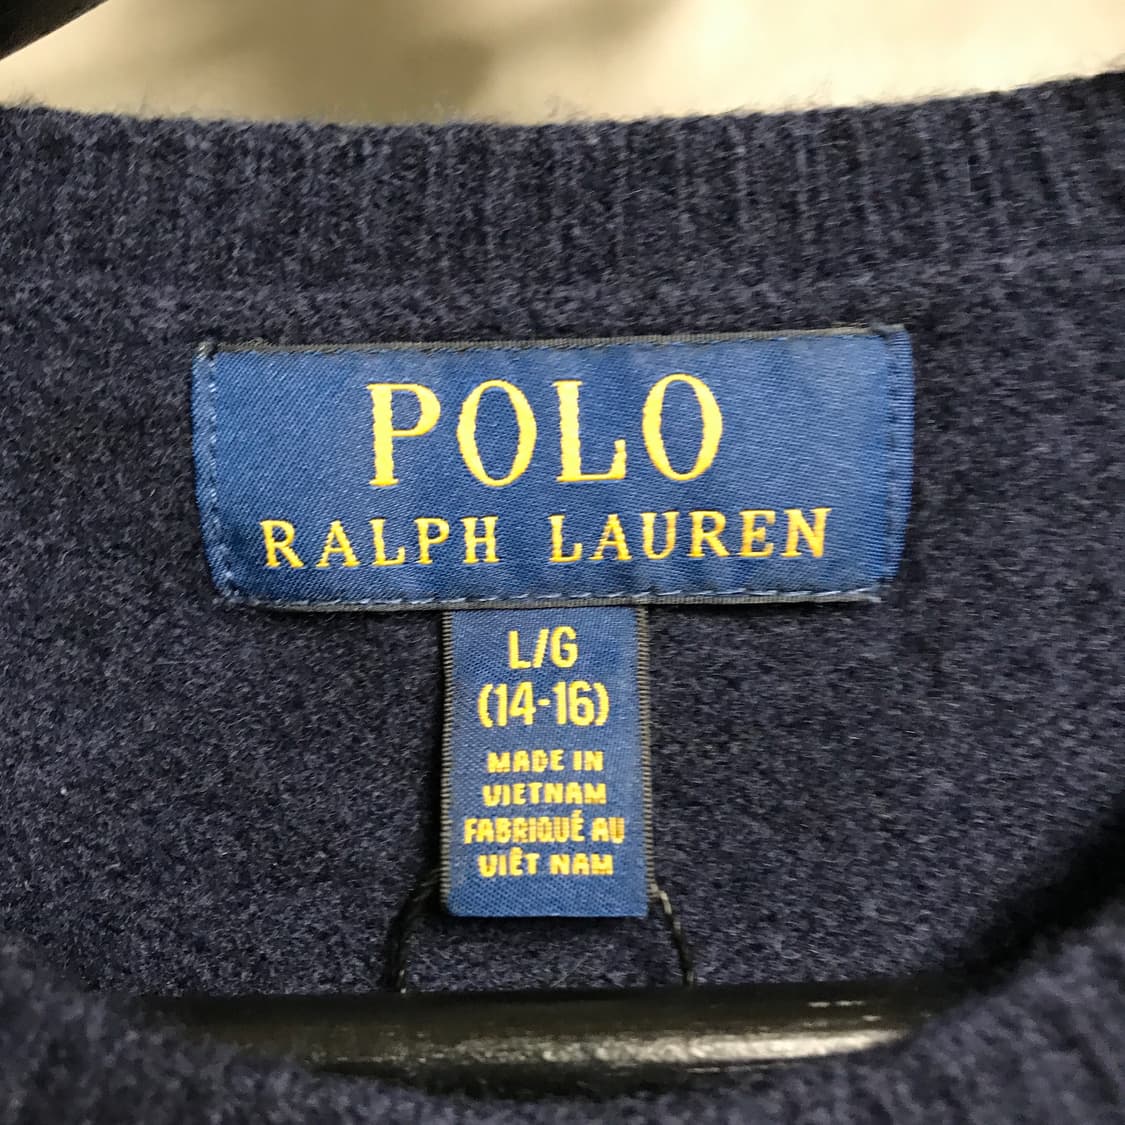 POLO
RALPH LAUREN
L/G
(14-16)
MADE IN
VIETNAM
FABRIQUÉ AU
VIÊT NAM